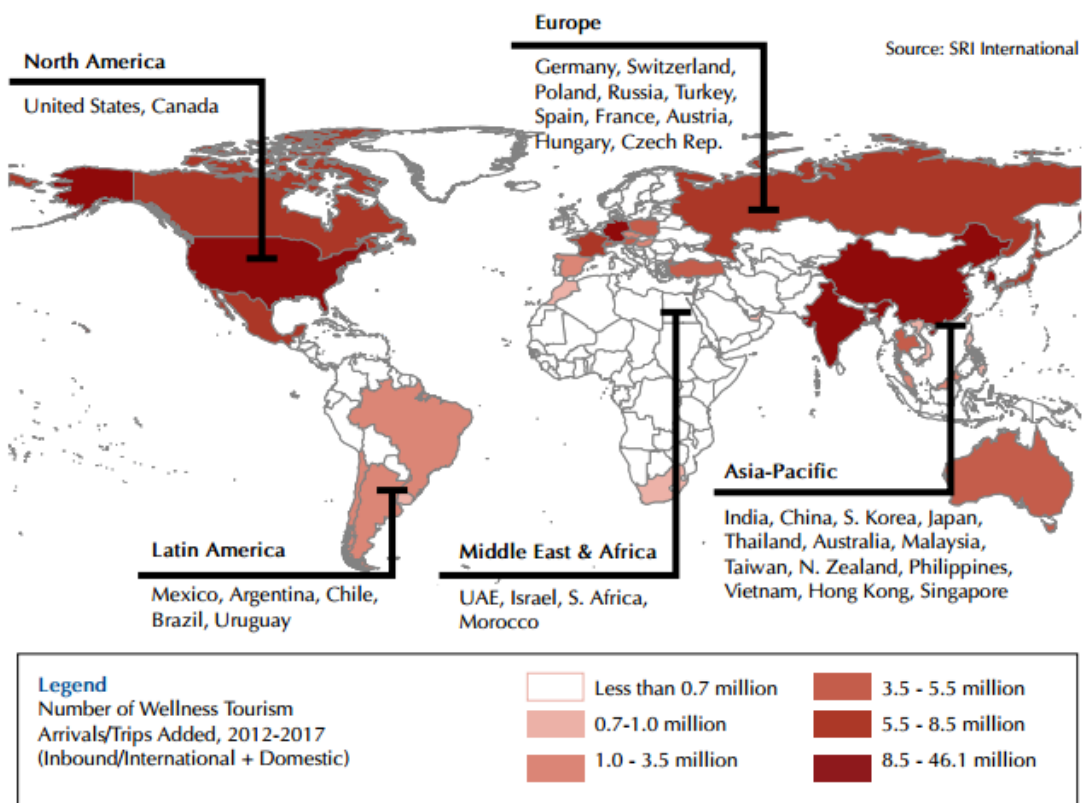 Europe
Source: SRI International
North America
Germany, Switzerland,
Poland, Russia, Turkey,
Spain, France, Austria,
Hungary, Czech Rep.
United States, Canada
Asia-Pacific
India, China, S. Korea, Japan,
Thailand, Australia, Malaysia,
Taiwan, N. Zealand, Philippines,
Vietnam, Hong Kong, Singapore
Latin America
Mexico, Argentina, Chile,
Brazil, Uruguay
Middle East & Africa
UAE, Israel, S. Africa,
Morocco
Legend
Number of Wellness Tourism
Arrivals/Trips Added, 2012-2017
(Inbound/International + Domestic)
Less than 0.7 million
0.7-1.0 million
1.0 - 3.5 million
3.5 - 5.5 million
5.5 - 8.5 million
8.5 - 46.1 million